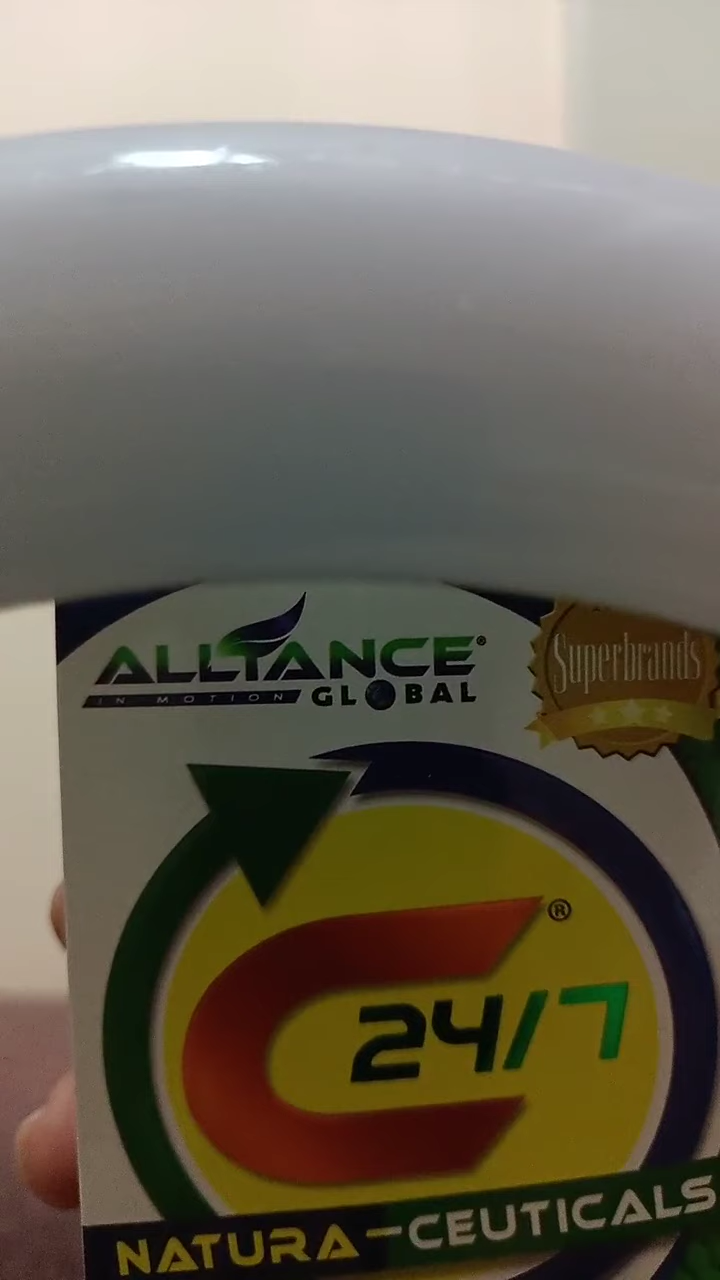 ALLIANCE®
IN MOTION GLOBAL
Superbrands
C®
24/7
NATURA-CEUTICALS